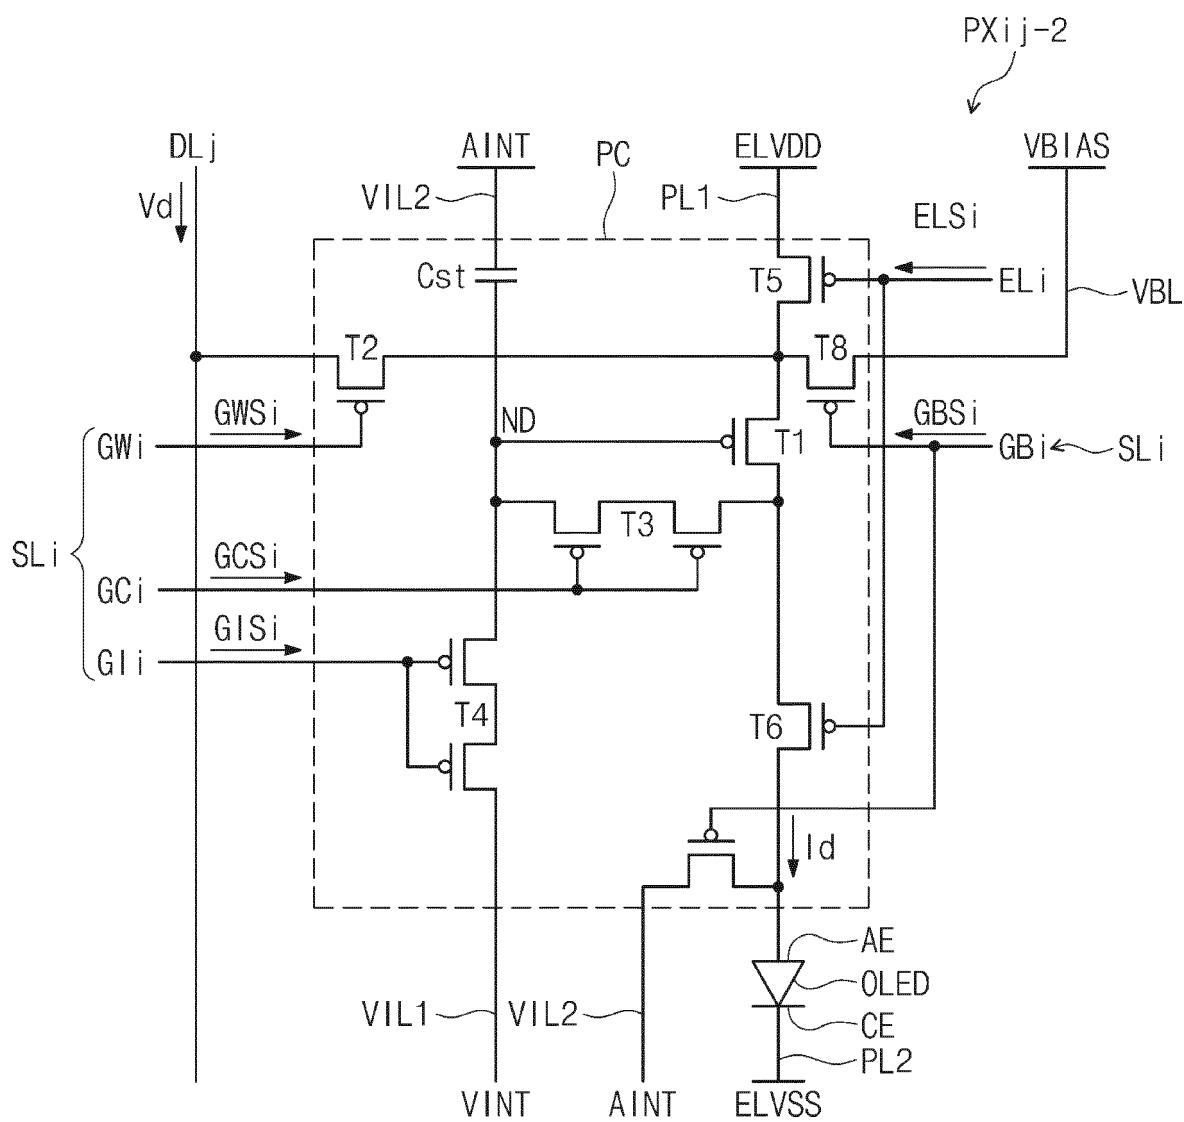 PXij-2
DLj
AINT
ELVDD
VBIAS
PC
Vd
VIL2
PL1
ELSi
Cst
T5
ELi
VBL
T2
T8
GWSi
ND
GBSi
GWi
T1
GBi
SLi
T3
SLi
GCSi
GCi
GISi
GIi
T4
T6
Id
AE
OLED
VIL1
VIL2
CE
PL2
VINT
AINT
ELVSS